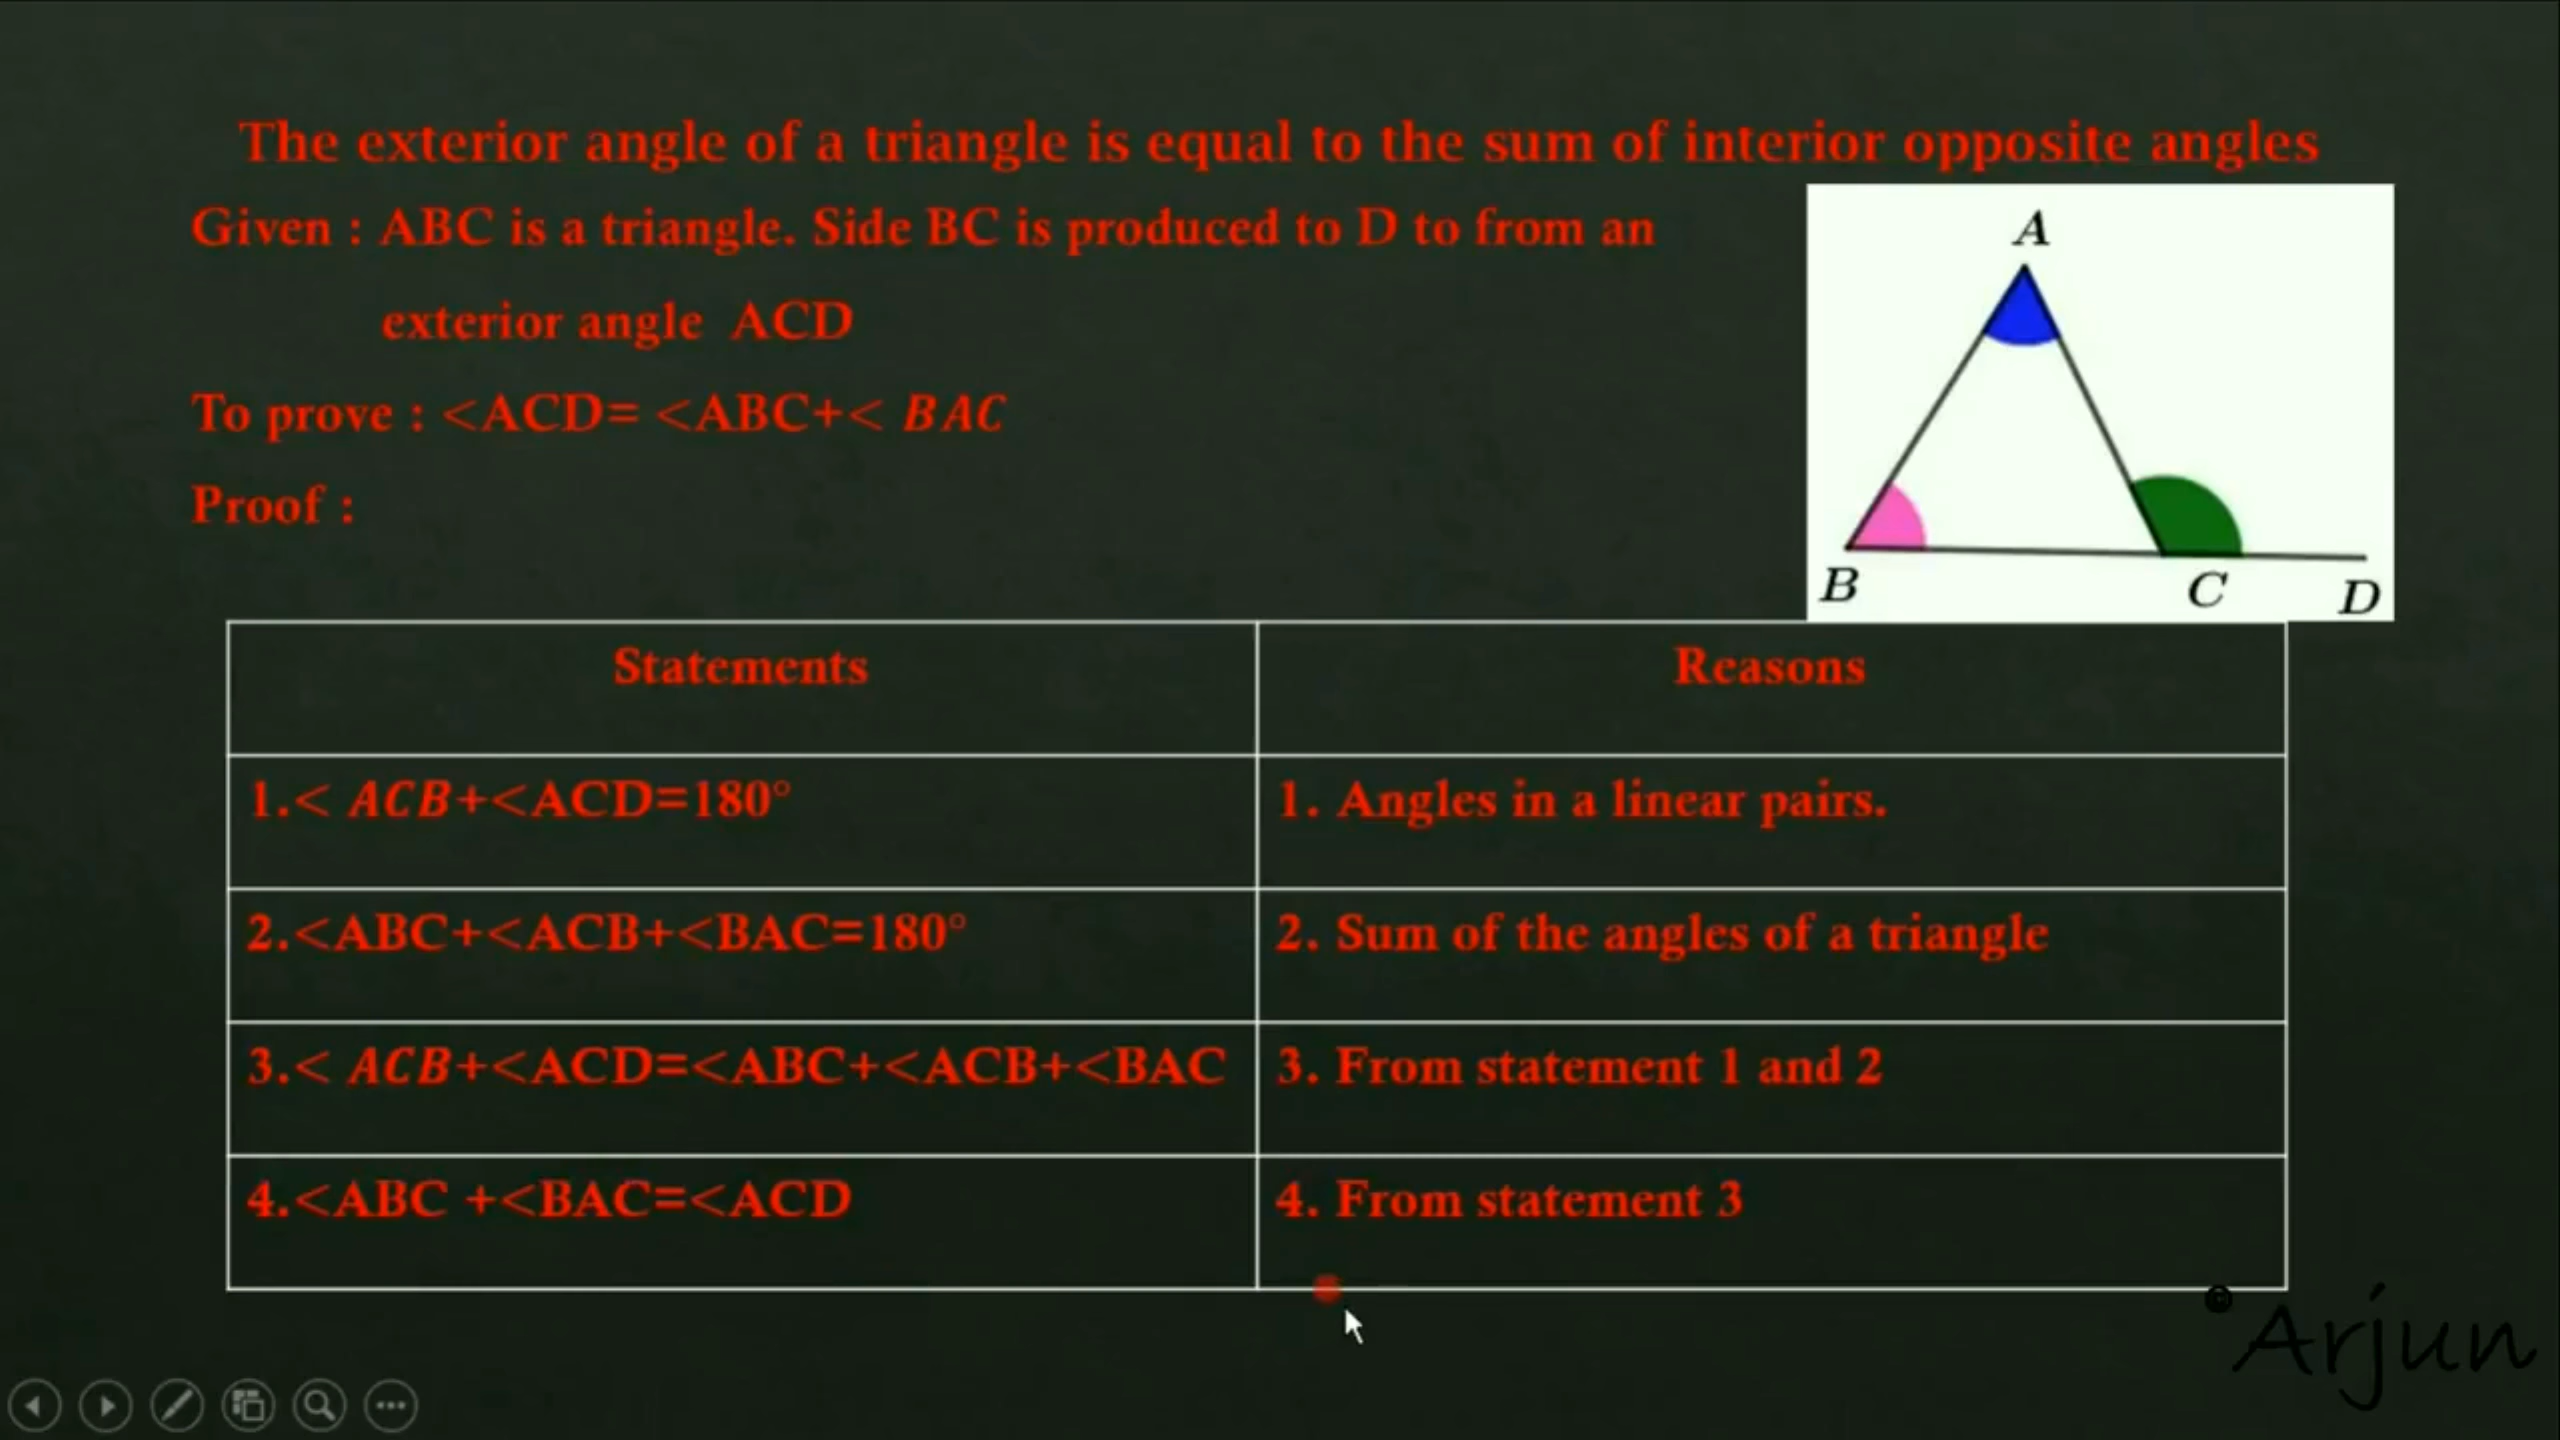 The exterior angle of a triangle is equal to the sum of interior opposite angles
Given : ABC is a triangle. Side BC is produced to D to from an
exterior angle ACD
To prove : <ACD= <ABC+< BAC
Proof :
A
B
C
D
Statements
Reasons
1.< ACB+<ACD=180°
1. Angles in a linear pairs.
2.<ABC+<ACB+<BAC=180°
2. Sum of the angles of a triangle
3.< ACB+<ACD=<ABC+<ACB+<BAC
3. From statement 1 and 2
4.<ABC +<BAC=<ACD
4. From statement 3
©Arjun